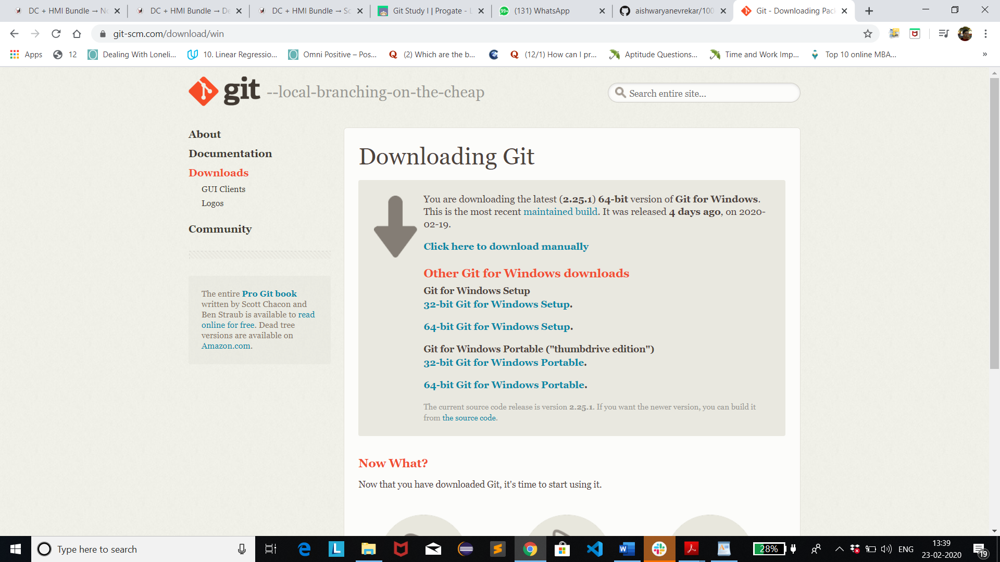 DC + HMI Bundle → No
DC + HMI Bundle → De
DC + HMI Bundle → Sc
Git Study I | Progate - L
99+
(131) WhatsApp
aishwaryanevrekar/100
Git - Downloading Pack
git-scm.com/download/win
Apps
12
Dealing With Loneli...
10. Linear Regressio...
Omni Positive – Pos...
(2) Which are the b...
(12/1) How can I pr...
Aptitude Questions...
Time and Work Imp...
Top 10 online MBA...
»
git --local-branching-on-the-cheap
Search entire site...
About
Documentation
Downloads
GUI Clients
Logos
Community
The entire Pro Git book
written by Scott Chacon and
Ben Straub is available to read
online for free. Dead tree
versions are available on
Amazon.com.
Downloading Git
You are downloading the latest (2.25.1) 64-bit version of Git for Windows.
This is the most recent maintained build. It was released 4 days ago, on 2020-
02-19.
Click here to download manually
Other Git for Windows downloads
Git for Windows Setup
32-bit Git for Windows Setup.
64-bit Git for Windows Setup.
Git for Windows Portable ("thumbdrive edition")
32-bit Git for Windows Portable.
64-bit Git for Windows Portable.
The current source code release is version 2.25.1. If you want the newer version, you can build it
from the source code.
Now What?
Now that you have downloaded Git, it's time to start using it.
Type here to search
28%
ENG
13:39
23-02-2020
19